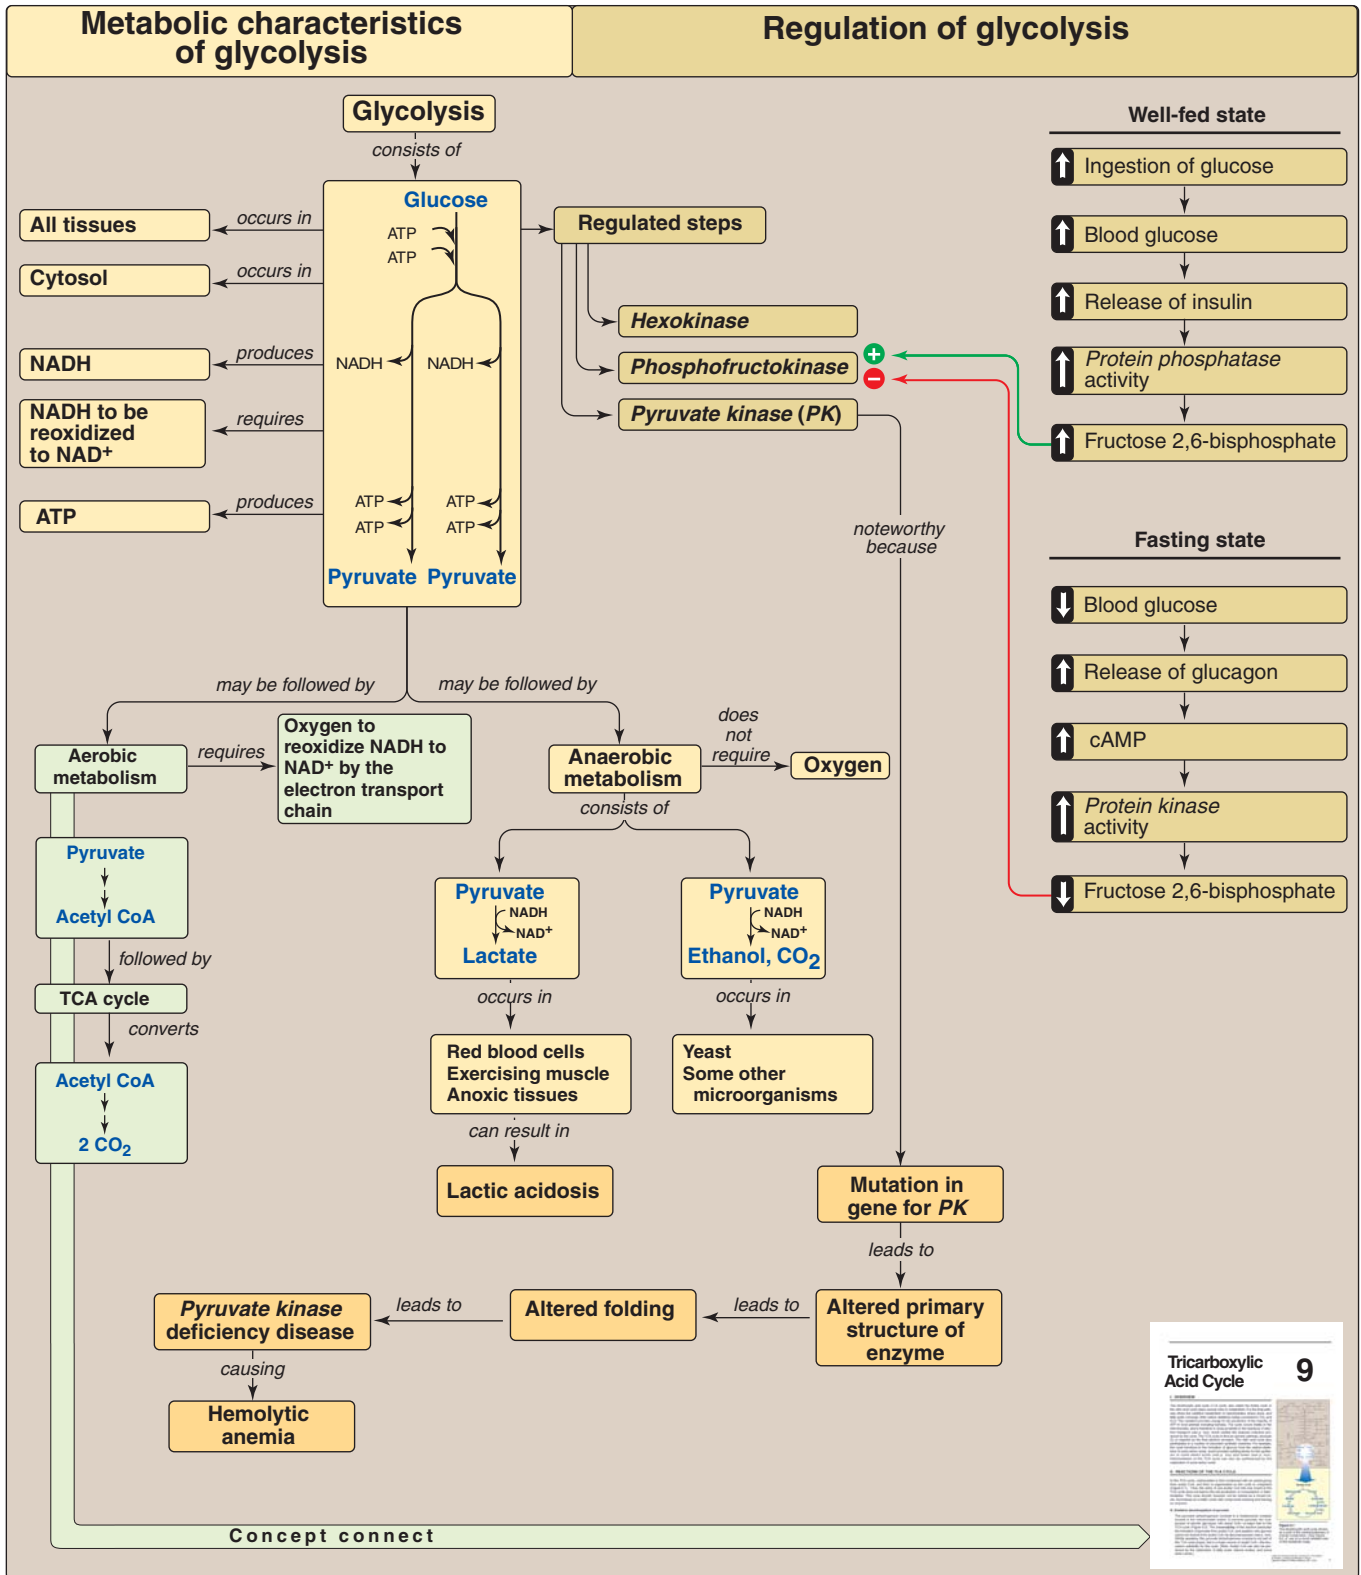 Metabolic characteristics
of glycolysis
Regulation of glycolysis
Glycolysis
consists of
Glucose
ATP
ATP
NADH
NADH
ATP
ATP
ATP
ATP
Pyruvate
Pyruvate
occurs in
All tissues
occurs in
Cytosol
produces
NADH
requires
NADH to be
reoxidized
to NAD+
produces
ATP
Regulated steps
Hexokinase
Phosphofructokinase
+
–
Pyruvate kinase (PK)
noteworthy
because
Well-fed state
Ingestion of glucose
Blood glucose
Release of insulin
Protein phosphatase
activity
Fructose 2,6-bisphosphate
Fasting state
Blood glucose
Release of glucagon
cAMP
Protein kinase
activity
Fructose 2,6-bisphosphate
may be followed by
may be followed by
Aerobic
metabolism
requires
Oxygen to
reoxidize NADH to
NAD+ by the
electron transport
chain
Anaerobic
metabolism
does
not
require
Oxygen
consists of
Pyruvate
Acetyl CoA
followed by
TCA cycle
converts
Acetyl CoA
2 CO2
Pyruvate
NADH
NAD+
Lactate
occurs in
Red blood cells
Exercising muscle
Anoxic tissues
can result in
Lactic acidosis
Pyruvate
NADH
NAD+
Ethanol, CO2
occurs in
Yeast
Some other
microorganisms
Mutation in
gene for PK
leads to
Altered primary
structure of
enzyme
leads to
Altered folding
leads to
Pyruvate kinase
deficiency disease
causing
Hemolytic
anemia
Concept connect
Tricarboxylic
Acid Cycle
9